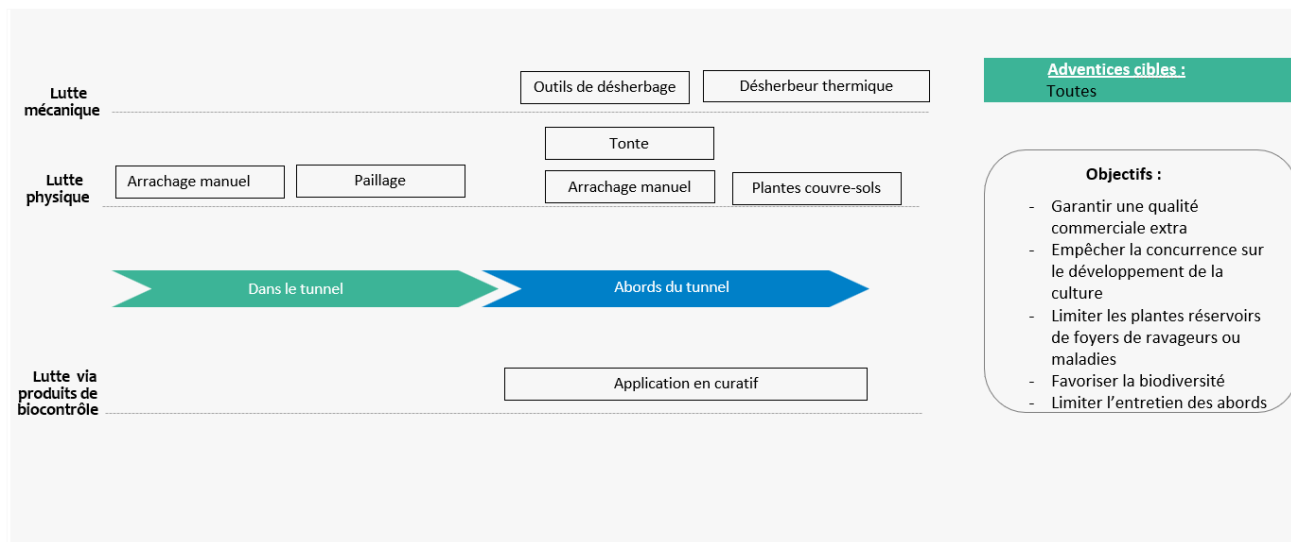 Lutte
mécanique
Outils de désherbage
Désherbeur thermique
Tonte
Lutte
physique
Arrachage manuel
Paillage
Arrachage manuel
Plantes couvre-sols
Dans le tunnel
Abords du tunnel
Lutte via
produits de
biocontrôle
Application en curatif
Adventices cibles :
Toutes
Objectifs :
- Garantir une qualité
commerciale extra
- Empêcher la concurrence sur
le développement de la
culture
- Limiter les plantes réservoirs
de foyers de ravageurs ou
maladies
- Favoriser la biodiversité
- Limiter l'entretien des abords